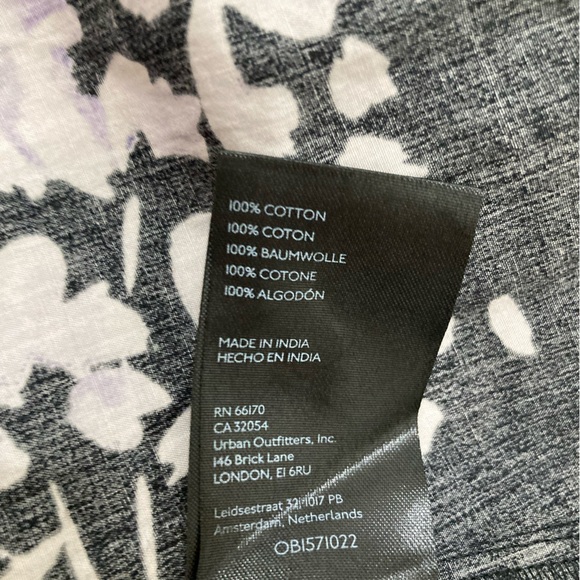 100% COTTON
100% COTON
100% BAUMWOLLE
100% COTONE
100% ALGODÓN
MADE IN INDIA
HECHO EN INDIA
RN 66170
CA 32054
Urban Outfitters, Inc.
146 Brick Lane
LONDON, E1 6RU
Leidsestraat 32, 1017 PB
Amsterdam, Netherlands
OB1571022